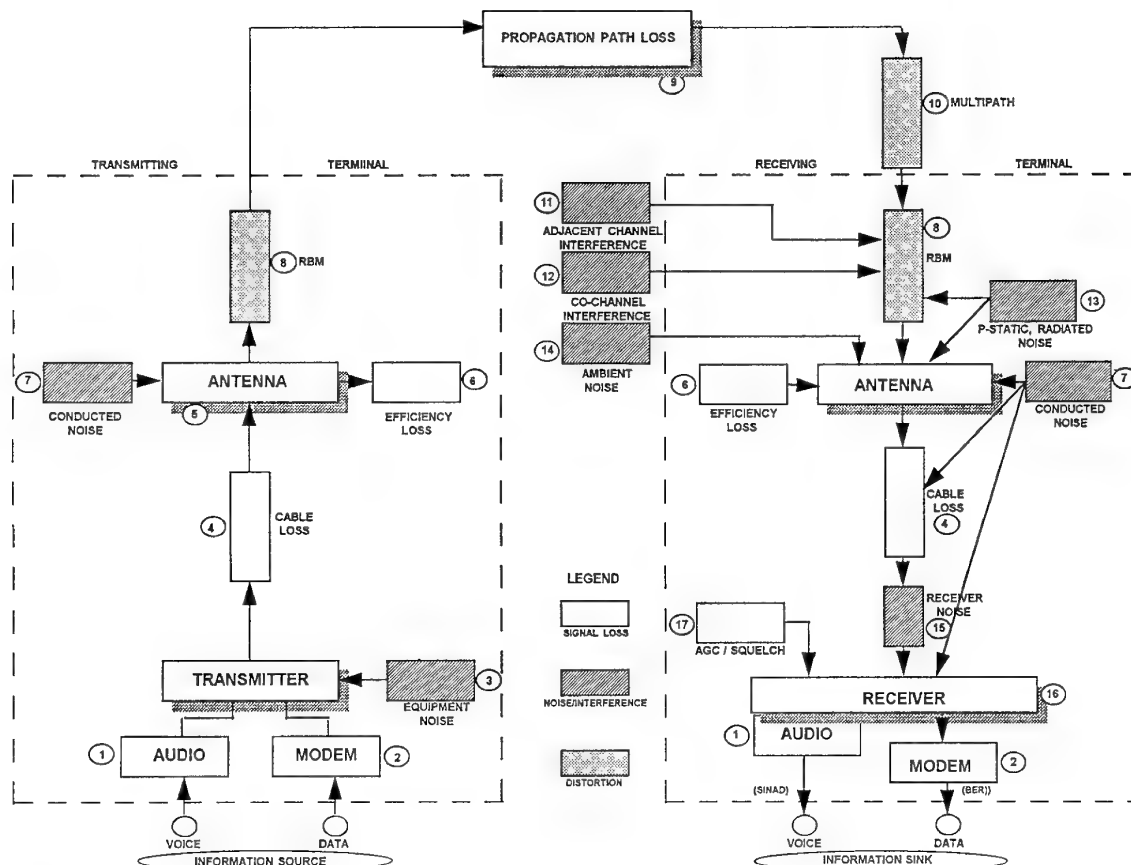 PROPAGATION PATH LOSS
9
10
MULTIPATH
TRANSMITTING
TERMIINAL
RECEIVING
TERMINAL
11
ADJACENT CHANNEL
INTERFERENCE
8
RBM
8
RBM
12
CO-CHANNEL
INTERFERENCE
13
P-STATIC, RADIATED
NOISE
14
AMBIENT
NOISE
7
CONDUCTED
NOISE
ANTENNA
5
6
EFFICIENCY
LOSS
6
EFFICIENCY
LOSS
ANTENNA
7
CONDUCTED
NOISE
4
CABLE
LOSS
CABLE
LOSS
4
LEGEND
SIGNAL LOSS
NOISE/INTERFERENCE
DISTORTION
RECEIVER
NOISE
15
17
AGC / SQUELCH
TRANSMITTER
3
EQUIPMENT
NOISE
RECEIVER
16
1
AUDIO
MODEM
2
1
AUDIO
MODEM
2
(SINAD)
(BER))
VOICE
DATA
VOICE
DATA
INFORMATION SOURCE
INFORMATION SINK